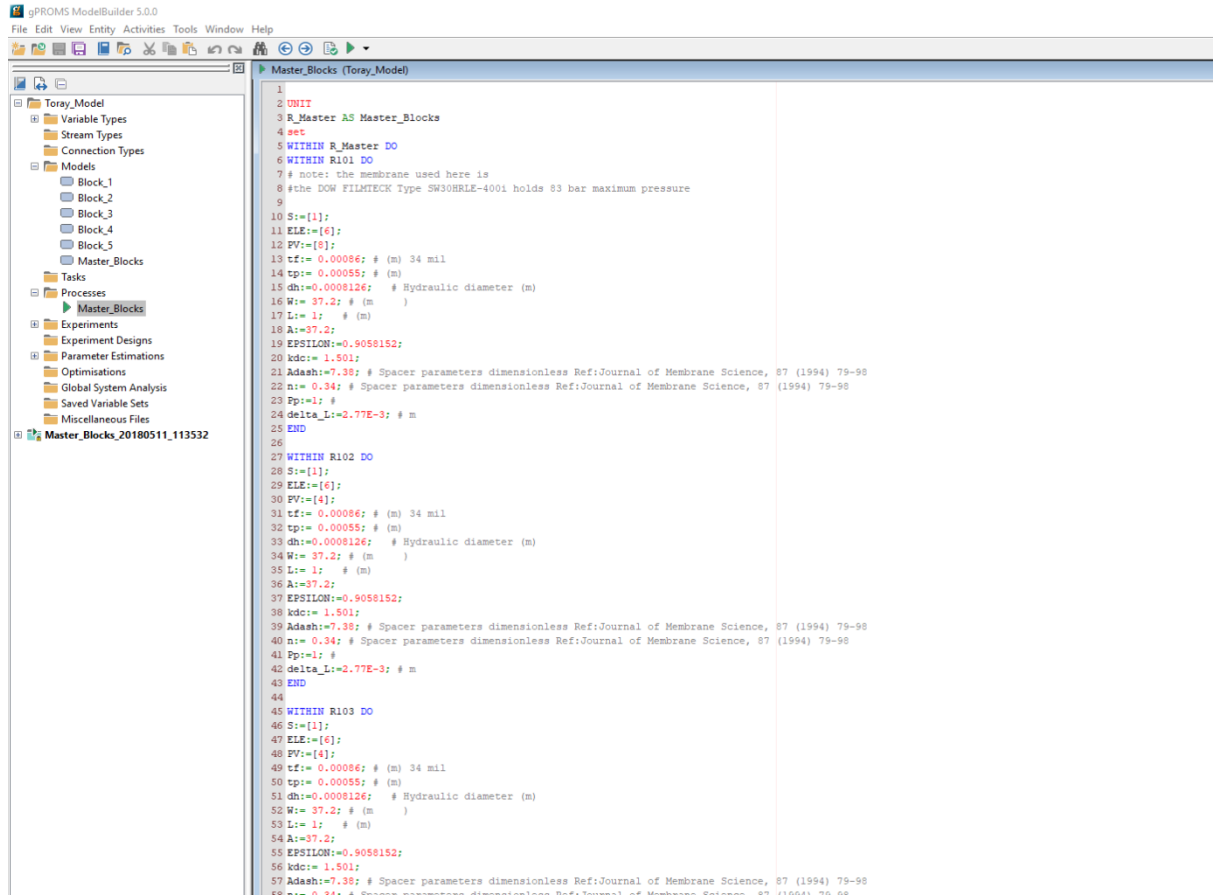 gPROMS ModelBuilder 5.0.0
File Edit View Entity Activities Tools Window Help
Master_Blocks (Toray_Model)
Toray_Model
Variable Types
Stream Types
Connection Types
Models
Block_1
Block_2
Block_3
Block_4
Block_5
Master_Blocks
Tasks
Processes
Master_Blocks
Experiments
Experiment Designs
Parameter Estimations
Optimisations
Global System Analysis
Saved Variable Sets
Miscellaneous Files
Master_Blocks_20180511_113532
1
2 UNIT
3 R_Master AS Master_Blocks
4 set
5 WITHIN R_Master DO
6 WITHIN R101 DO
7 # note: the membrane used here is
8 #the DOW FILMTECK Type SW30HRLE-400i holds 83 bar maximum pressure
9
10 S:=[1];
11 ELE:=[6];
12 PV:=[8];
13 tf:= 0.00086; # (m) 34 mil
14 tp:= 0.00055; # (m)
15 dh:=0.0008126; # Hydraulic diameter (m)
16 W:= 37.2; # (m )
17 L:= 1; # (m)
18 A:=37.2;
19 EPSILON:=0.9058152;
20 kdc:= 1.501;
21 Adash:=7.38; # Spacer parameters dimensionless Ref:Journal of Membrane Science, 87 (1994) 79-98
22 n:= 0.34; # Spacer parameters dimensionless Ref:Journal of Membrane Science, 87 (1994) 79-98
23 Pp:=1; #
24 delta_L:=2.77E-3; # m
25 END
26
27 WITHIN R102 DO
28 S:=[1];
29 ELE:=[6];
30 PV:=[4];
31 tf:= 0.00086; # (m) 34 mil
32 tp:= 0.00055; # (m)
33 dh:=0.0008126; # Hydraulic diameter (m)
34 W:= 37.2; # (m )
35 L:= 1; # (m)
36 A:=37.2;
37 EPSILON:=0.9058152;
38 kdc:= 1.501;
39 Adash:=7.38; # Spacer parameters dimensionless Ref:Journal of Membrane Science, 87 (1994) 79-98
40 n:= 0.34; # Spacer parameters dimensionless Ref:Journal of Membrane Science, 87 (1994) 79-98
41 Pp:=1; #
42 delta_L:=2.77E-3; # m
43 END
44
45 WITHIN R103 DO
46 S:=[1];
47 ELE:=[6];
48 PV:=[4];
49 tf:= 0.00086; # (m) 34 mil
50 tp:= 0.00055; # (m)
51 dh:=0.0008126; # Hydraulic diameter (m)
52 W:= 37.2; # (m )
53 L:= 1; # (m)
54 A:=37.2;
55 EPSILON:=0.9058152;
56 kdc:= 1.501;
57 Adash:=7.38; # Spacer parameters dimensionless Ref:Journal of Membrane Science, 87 (1994) 79-98